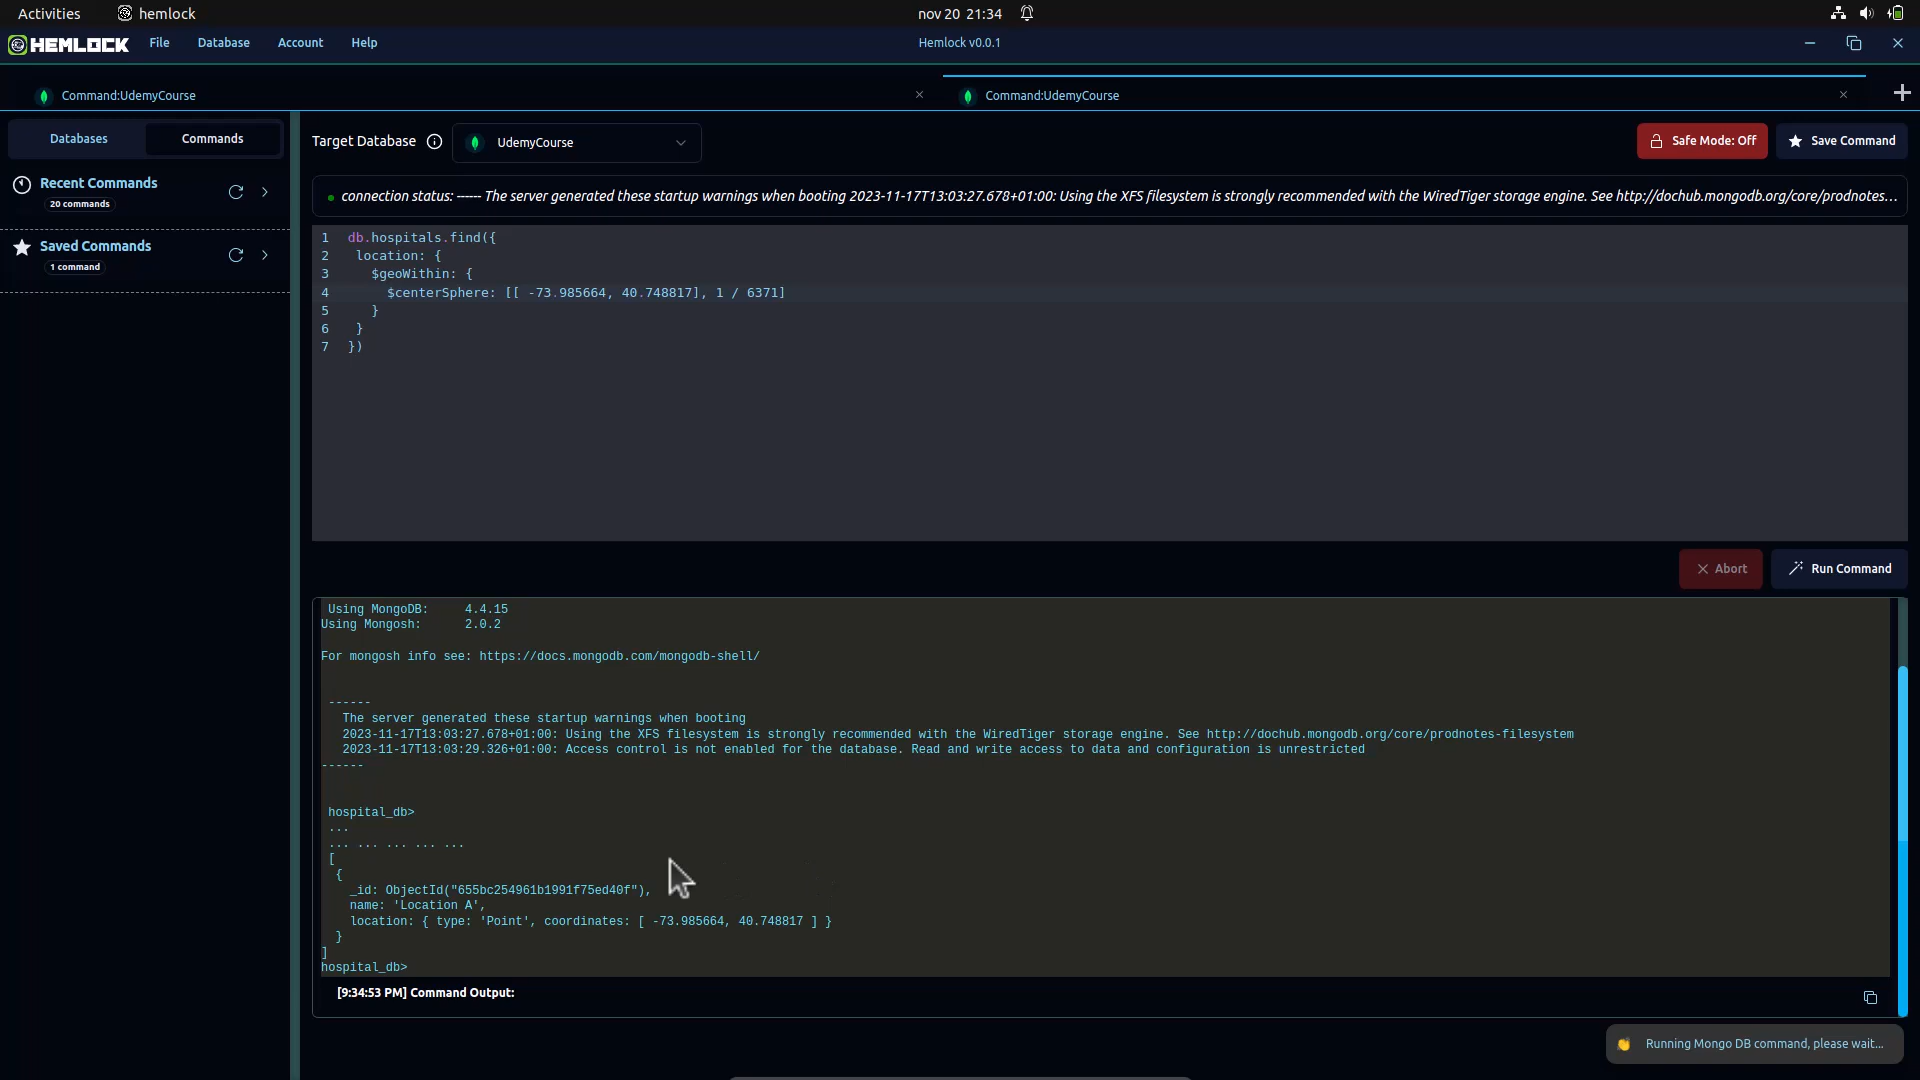 Activities
hemlock
nov 20 21:34
HEMLOCK
File
Database
Account
Help
Hemlock v0.0.1
Command:UdemyCourse
Command:UdemyCourse
Databases
Commands
Recent Commands
20 commands
Saved Commands
1 command
Target Database
UdemyCourse
Safe Mode: Off
Save Command
connection status: ------ The server generated these startup warnings when booting 2023-11-17T13:03:27.678+01:00: Using the XFS filesystem is strongly recommended with the WiredTiger storage engine. See http://dochub.mongodb.org/core/prodnotes...
1 db.hospitals.find({
2 location: {
3 $geoWithin: {
4 $centerSphere: [[ -73.985664, 40.748817], 1 / 6371]
5 }
6 }
7 })
Abort
Run Command
Using MongoDB: 4.4.15
Using Mongosh: 2.0.2
For mongosh info see: https://docs.mongodb.com/mongodb-shell/
------
The server generated these startup warnings when booting
2023-11-17T13:03:27.678+01:00: Using the XFS filesystem is strongly recommended with the WiredTiger storage engine. See http://dochub.mongodb.org/core/prodnotes-filesystem
2023-11-17T13:03:29.326+01:00: Access control is not enabled for the database. Read and write access to data and configuration is unrestricted
------
hospital_db>
...
... ... ... ... ...
[
{
_id: ObjectId("655bc254961b1991f75ed40f"),
name: 'Location A',
location: { type: 'Point', coordinates: [ -73.985664, 40.748817 ] }
}
]
hospital_db>
[9:34:53 PM] Command Output:
Running Mongo DB command, please wait...